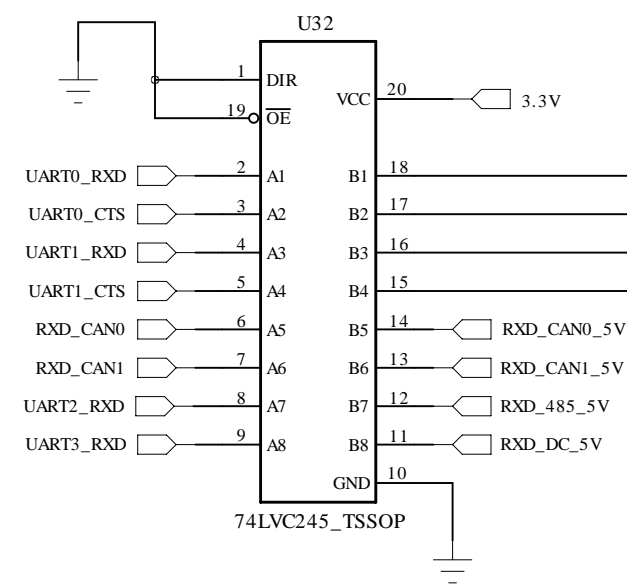 U32
1 DIR
VCC 20 3.3V
19 OE
UART0_RXD 2 A1 B1 18
UART0_CTS 3 A2 B2 17
UART1_RXD 4 A3 B3 16
UART1_CTS 5 A4 B4 15
RXD_CAN0 6 A5 B5 14 RXD_CAN0_5V
RXD_CAN1 7 A6 B6 13 RXD_CAN1_5V
UART2_RXD 8 A7 B7 12 RXD_485_5V
UART3_RXD 9 A8 B8 11 RXD_DC_5V
GND 10
74LVC245_TSSOP